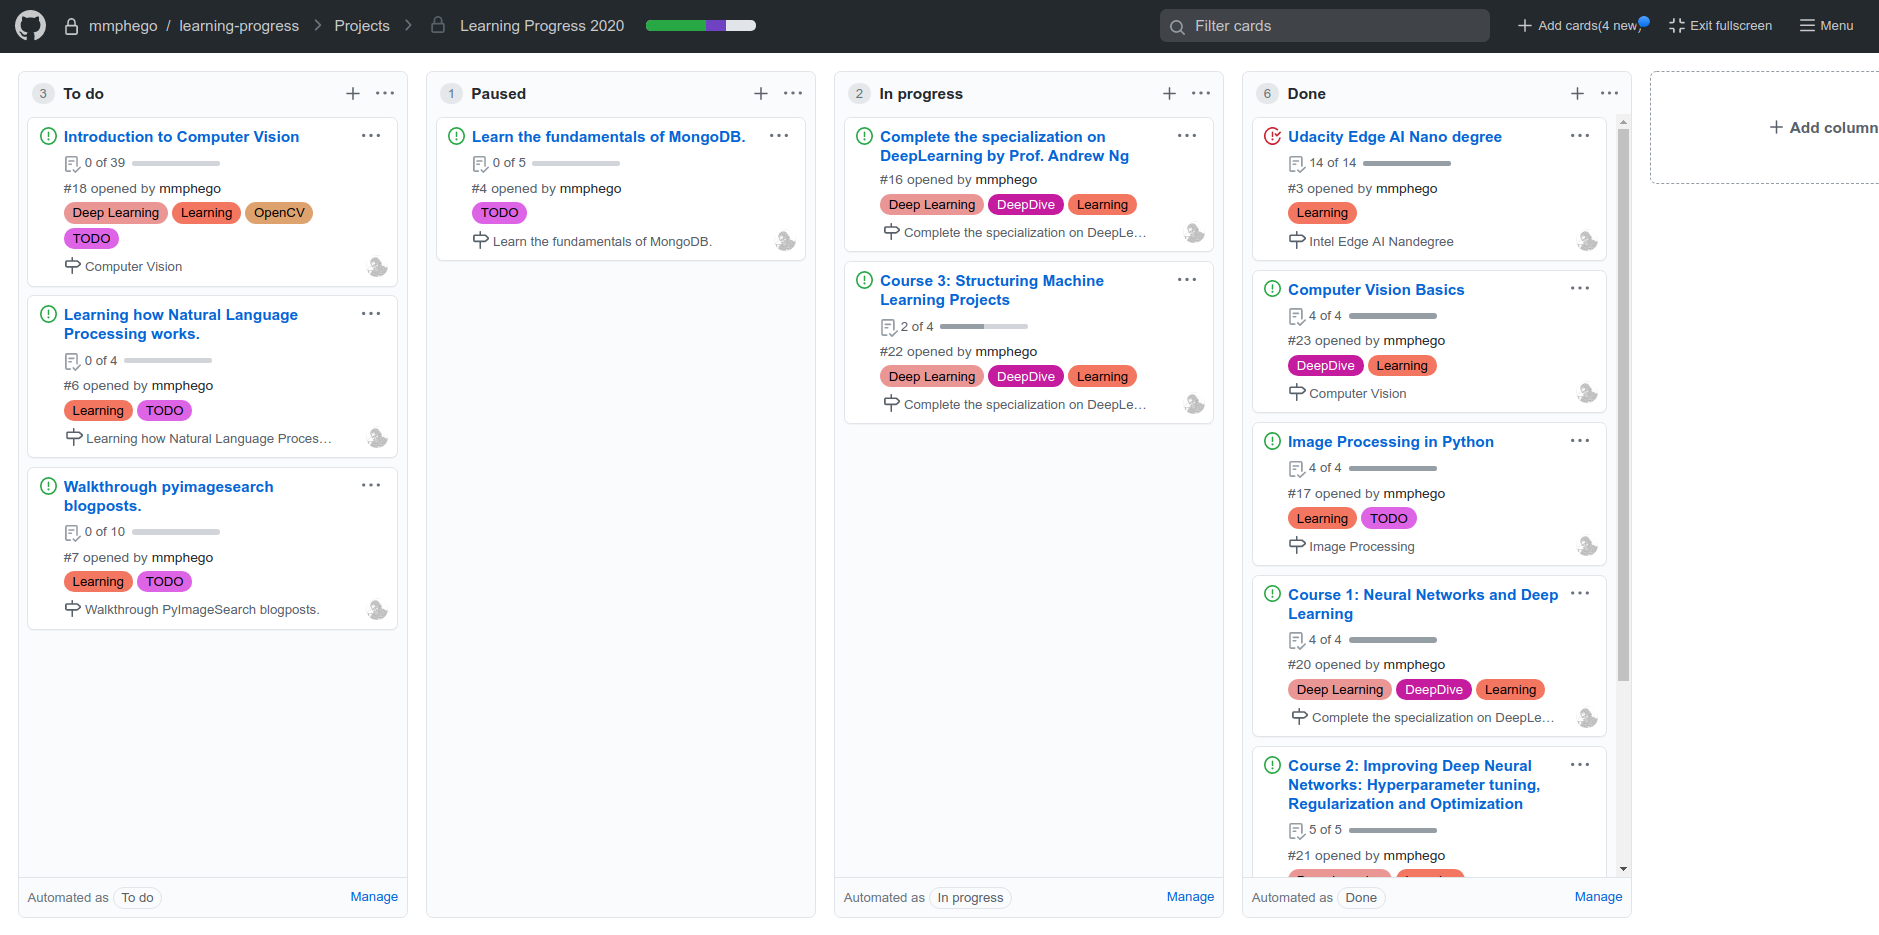 mmphego / learning-progress > Projects > Learning Progress 2020
Filter cards
Add cards(4 new)
Exit fullscreen
Menu
3 To do
Introduction to Computer Vision
0 of 39
#18 opened by mmphego
Deep Learning Learning OpenCV
TODO
Computer Vision
Learning how Natural Language
Processing works.
0 of 4
#6 opened by mmphego
Learning TODO
Learning how Natural Language Proces…
Walkthrough pyimagesearch
blogposts.
0 of 10
#7 opened by mmphego
Learning TODO
Walkthrough PyImageSearch blogposts.
Automated as To do Manage
1 Paused
Learn the fundamentals of MongoDB.
0 of 5
#4 opened by mmphego
TODO
Learn the fundamentals of MongoDB.
2 In progress
Complete the specialization on
DeepLearning by Prof. Andrew Ng
#16 opened by mmphego
Deep Learning DeepDive Learning
Complete the specialization on DeepLe…
Course 3: Structuring Machine
Learning Projects
2 of 4
#22 opened by mmphego
Deep Learning DeepDive Learning
Complete the specialization on DeepLe…
Automated as In progress Manage
6 Done
Udacity Edge AI Nano degree
14 of 14
#3 opened by mmphego
Learning
Intel Edge AI Nandegree
Computer Vision Basics
4 of 4
#23 opened by mmphego
DeepDive Learning
Computer Vision
Image Processing in Python
4 of 4
#17 opened by mmphego
Learning TODO
Image Processing
Course 1: Neural Networks and Deep
Learning
4 of 4
#20 opened by mmphego
Deep Learning DeepDive Learning
Complete the specialization on DeepLe…
Course 2: Improving Deep Neural
Networks: Hyperparameter tuning,
Regularization and Optimization
5 of 5
#21 opened by mmphego
Automated as Done Manage
Add column